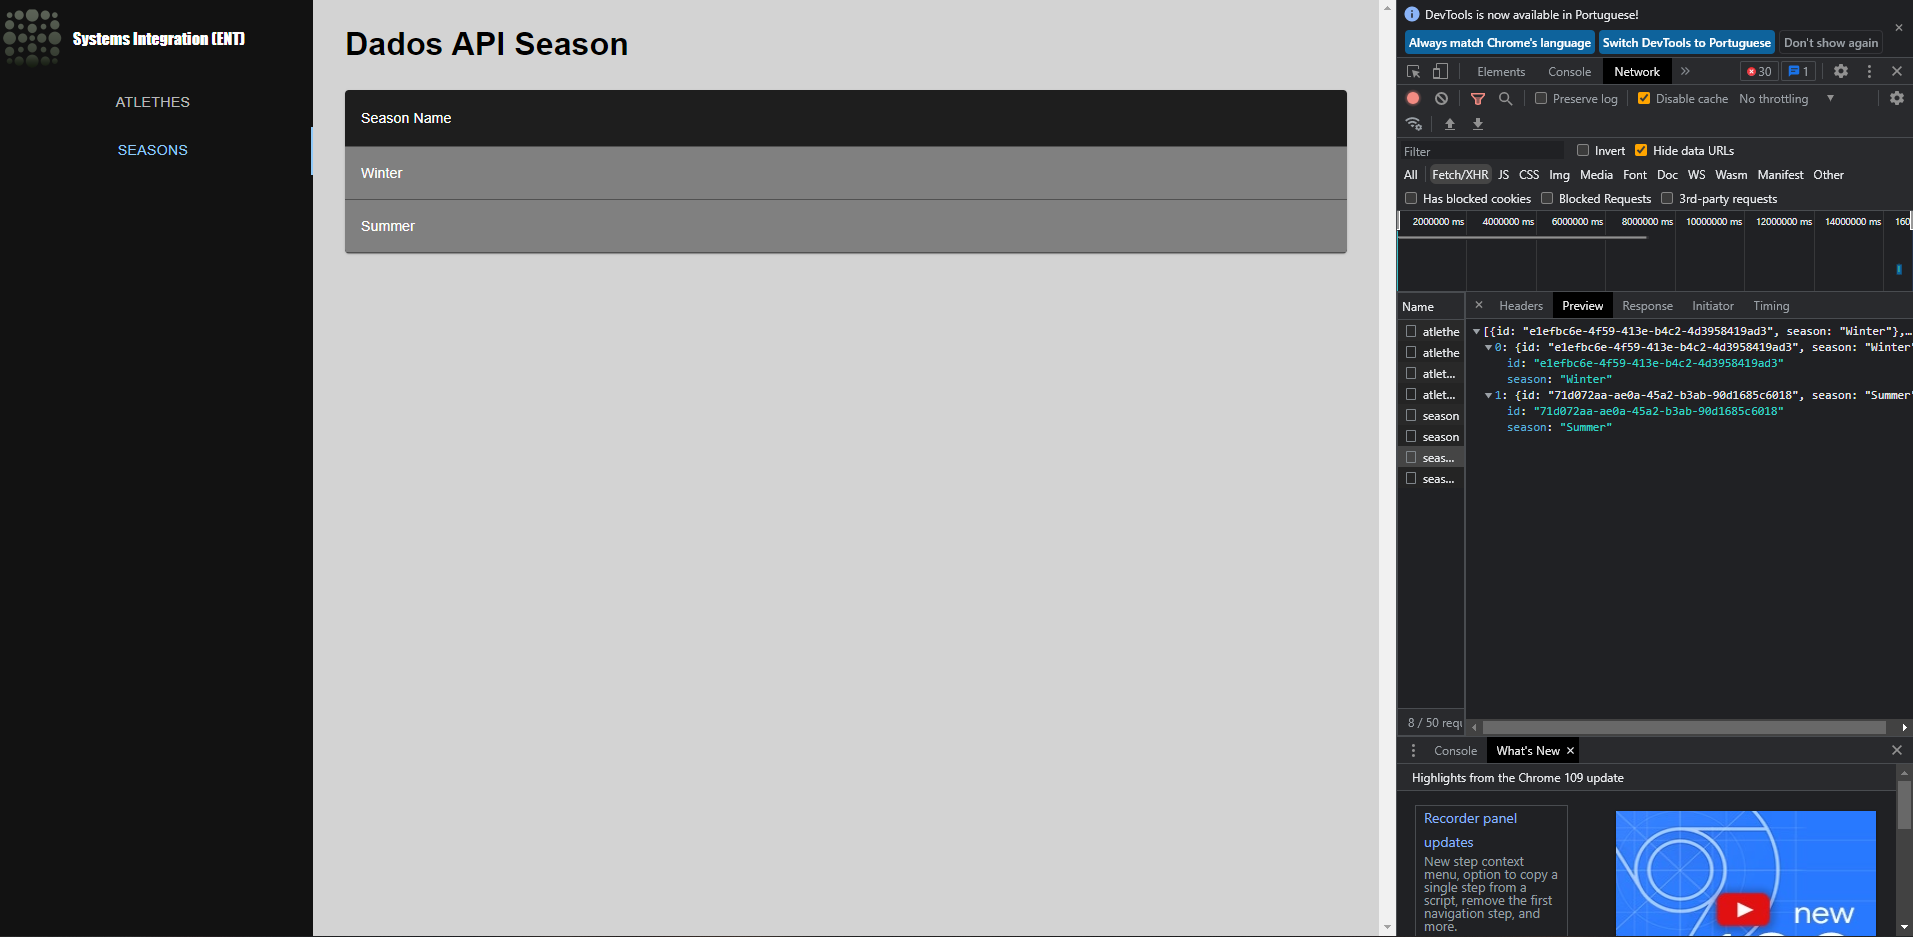 Systems Integration (ENT)
ATLETHES
SEASONS
Dados API Season
Season Name
Winter
Summer
DevTools is now available in Portuguese!
Always match Chrome's language
Switch DevTools to Portuguese
Don't show again
Elements
Console
Network
30
1
Preserve log
Disable cache
No throttling
Filter
Invert
Hide data URLs
All
Fetch/XHR
JS
CSS
Img
Media
Font
Doc
WS
Wasm
Manifest
Other
Has blocked cookies
Blocked Requests
3rd-party requests
2000000 ms
4000000 ms
6000000 ms
8000000 ms
10000000 ms
12000000 ms
14000000 ms
160
Name
atlethe
atlethe
atlet...
atlet...
season
season
seas...
seas...
8 / 50 requ
Headers
Preview
Response
Initiator
Timing
[{id: "e1efbc6e-4f59-413e-b4c2-4d3958419ad3", season: "Winter"},…
0: {id: "e1efbc6e-4f59-413e-b4c2-4d3958419ad3", season: "Winter"
id: "e1efbc6e-4f59-413e-b4c2-4d3958419ad3"
season: "Winter"
1: {id: "71d072aa-ae0a-45a2-b3ab-90d1685c6018", season: "Summer"
id: "71d072aa-ae0a-45a2-b3ab-90d1685c6018"
season: "Summer"
Console
What's New
Highlights from the Chrome 109 update
Recorder panel
updates
New step context
menu, option to copy a
single step from a
script, remove the first
navigation step, and
more.
new